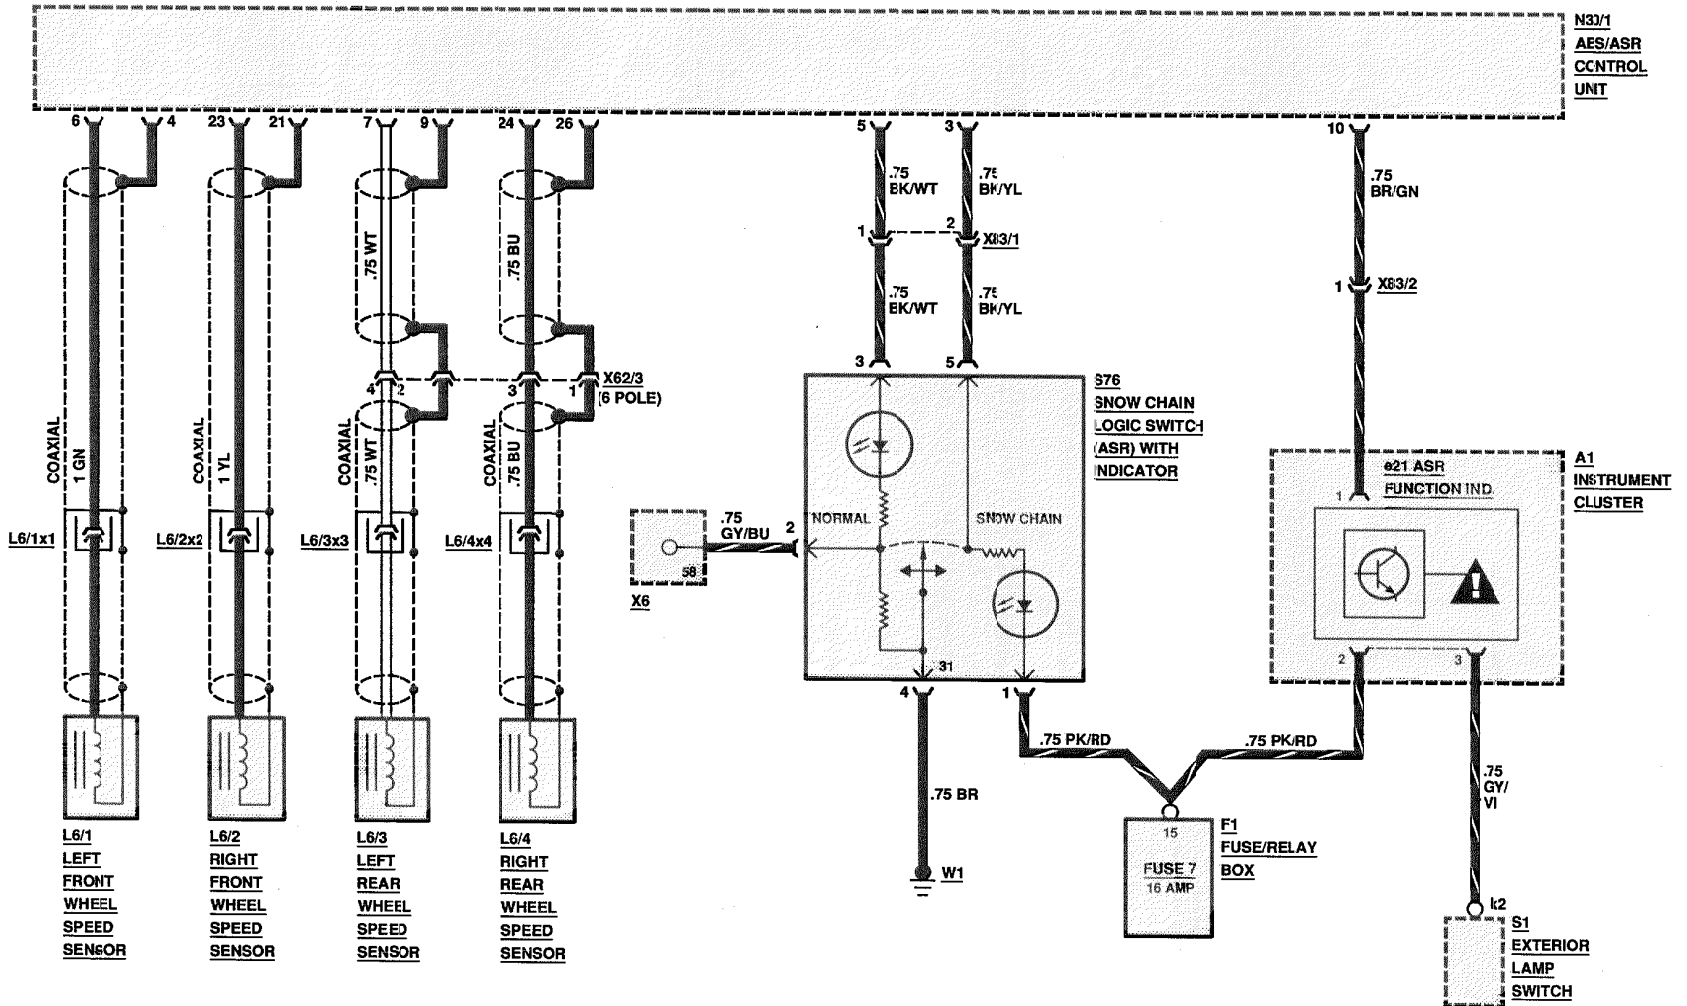 N30/1
AES/ASR
CONTROL
UNIT
6
4
23
21
7
9
24
26
5
3
10
.75
BK/WT
.75
BK/YL
.75
BR/GN
.75 WT
.75 BU
1
2
X83/1
1
X83/2
.75
BK/WT
.75
BK/YL
3
5
4
2
3
1
X62/3
(6 POLE)
S76
SNOW CHAIN
LOGIC SWITCH
(ASR) WITH
INDICATOR
COAXIAL
1 GN
COAXIAL
1 YL
COAXIAL
.75 WT
COAXIAL
.75 BU
e21 ASR
FUNCTION IND.
A1
INSTRUMENT
CLUSTER
1
NORMAL
SNOW CHAIN
.75
GY/BU
2
L6/1x1
L6/2x2
L6/3x3
L6/4x4
58
X6
!
31
2
3
4
1
.75 PK/RD
.75 PK/RD
.75
GY/
VI
.75 BR
L6/1
LEFT
FRONT
WHEEL
SPEED
SENSOR
L6/2
RIGHT
FRONT
WHEEL
SPEED
SENSOR
L6/3
LEFT
REAR
WHEEL
SPEED
SENSOR
L6/4
RIGHT
REAR
WHEEL
SPEED
SENSOR
W1
15
FUSE 7
16 AMP
F1
FUSE/RELAY
BOX
k2
S1
EXTERIOR
LAMP
SWITCH